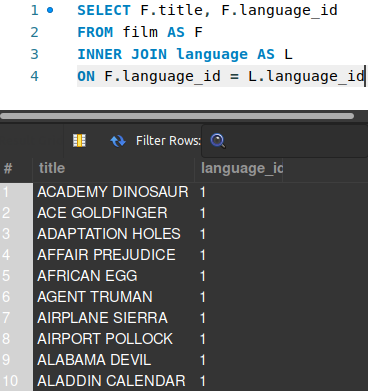 1 SELECT F.title, F.language_id
2 FROM film AS F
3 INNER JOIN language AS L
4 ON F.language_id = L.language_id
Filter Rows:
# title language_id
1 ACADEMY DINOSAUR 1
2 ACE GOLDFINGER 1
3 ADAPTATION HOLES 1
4 AFFAIR PREJUDICE 1
5 AFRICAN EGG 1
6 AGENT TRUMAN 1
7 AIRPLANE SIERRA 1
8 AIRPORT POLLOCK 1
9 ALABAMA DEVIL 1
10 ALADDIN CALENDAR 1